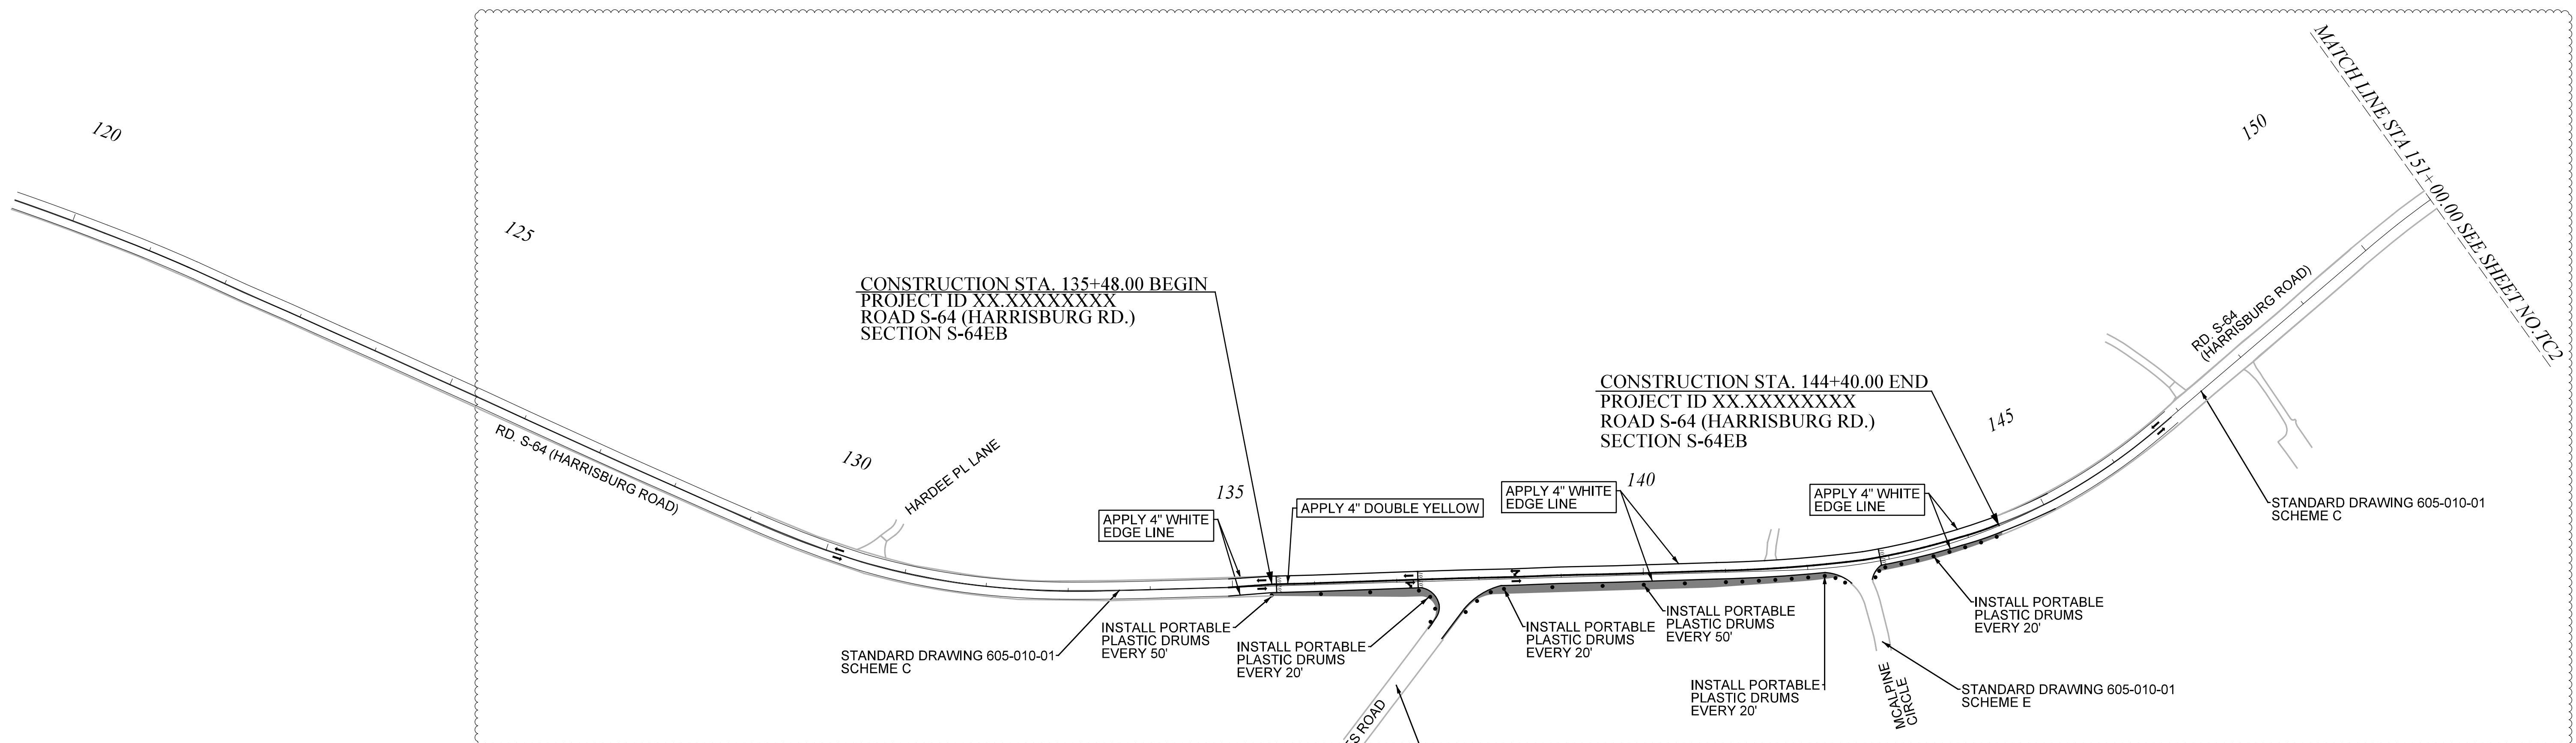 120
125
130
135
140
145
150
MATCH LINE STA 151+00.00 SEE SHEET NO.TC2
RD. S-64 (HARRISBURG ROAD)
HARDEE PL LANE
CONSTRUCTION STA. 135+48.00 BEGIN
PROJECT ID XX.XXXXXXXX
ROAD S-64 (HARRISBURG RD.)
SECTION S-64EB
CONSTRUCTION STA. 144+40.00 END
PROJECT ID XX.XXXXXXXX
ROAD S-64 (HARRISBURG RD.)
SECTION S-64EB
RD. S-64
(HARRISBURG ROAD)
APPLY 4" WHITE
EDGE LINE
APPLY 4" DOUBLE YELLOW
APPLY 4" WHITE
EDGE LINE
APPLY 4" WHITE
EDGE LINE
STANDARD DRAWING 605-010-01
SCHEME C
STANDARD DRAWING 605-010-01
SCHEME C
INSTALL PORTABLE
PLASTIC DRUMS
EVERY 50'
INSTALL PORTABLE
PLASTIC DRUMS
EVERY 20'
INSTALL PORTABLE
PLASTIC DRUMS
EVERY 20'
INSTALL PORTABLE
PLASTIC DRUMS
EVERY 50'
INSTALL PORTABLE
PLASTIC DRUMS
EVERY 20'
INSTALL PORTABLE
PLASTIC DRUMS
EVERY 20'
MCALPINE
CIRCLE
STANDARD DRAWING 605-010-01
SCHEME E
ROAD